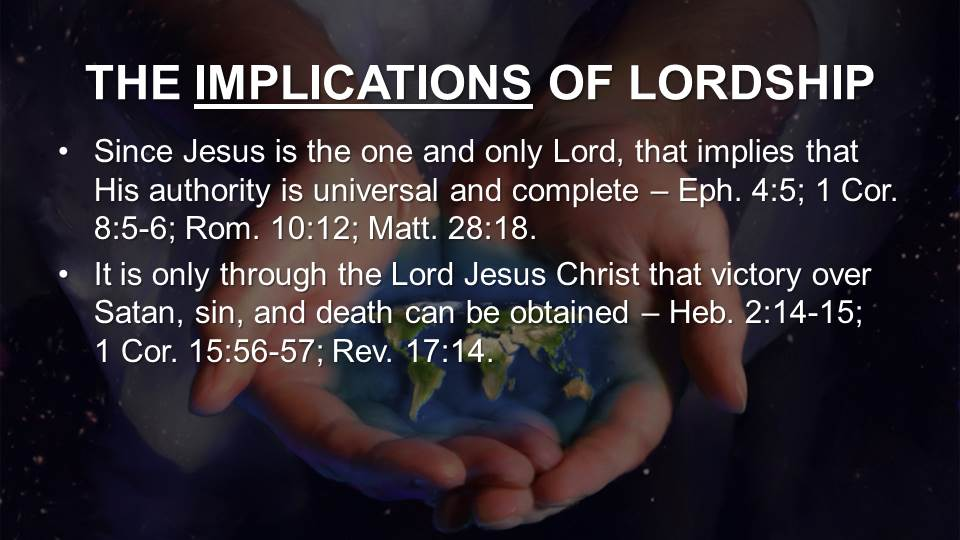 THE IMPLICATIONS OF LORDSHIP
• Since Jesus is the one and only Lord, that implies that
His authority is universal and complete – Eph. 4:5; 1 Cor.
8:5-6; Rom. 10:12; Matt. 28:18.
• It is only through the Lord Jesus Christ that victory over
Satan, sin, and death can be obtained – Heb. 2:14-15;
1 Cor. 15:56-57; Rev. 17:14.